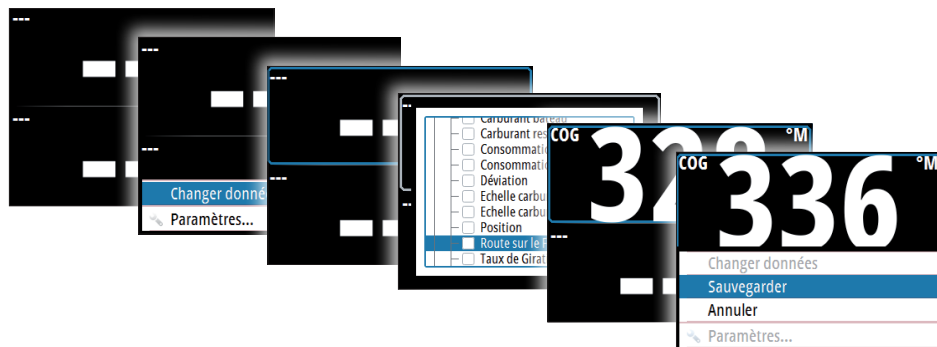 ---
---
---
---
Changer donnée
Paramètres...
---
---
Carburant bateau
Carburant res
Consommatio
Consommatio
Déviation
Echelle carbu
Echelle carbu
Position
Route sur le F
Taux de Girat
COG °M
---
COG °M
336
Changer données
Sauvegarder
Annuler
Paramètres...